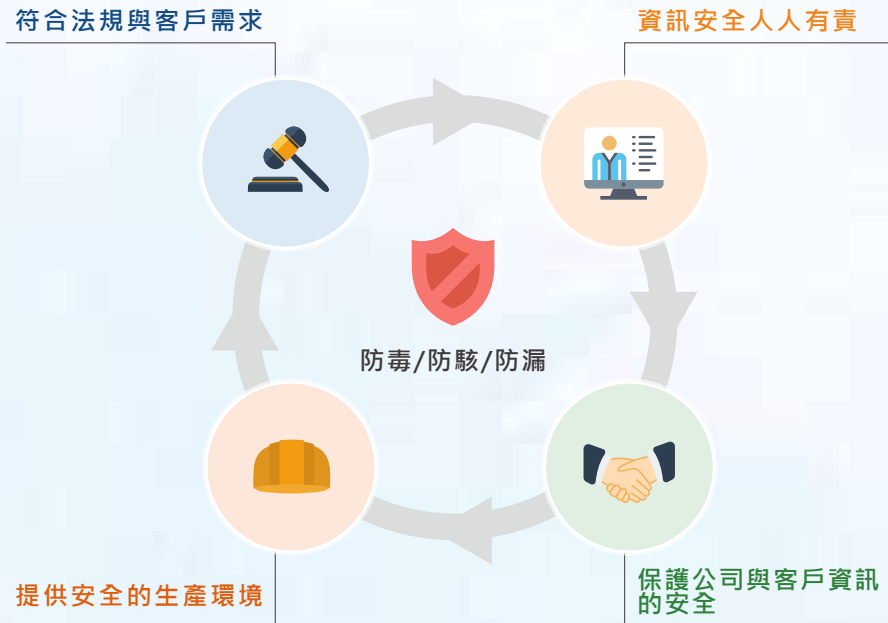 符合法規與客戶需求
資訊安全人人有責
防毒/防駭/防漏
提供安全的生產環境
保護公司與客戶資訊
的安全